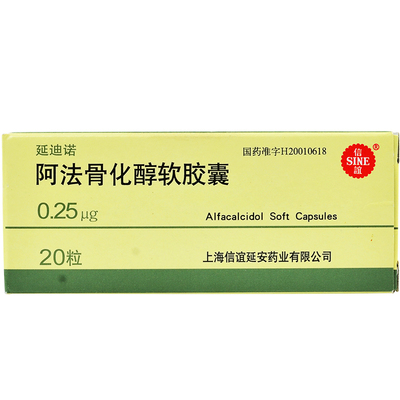 延迪诺
国药准字H20010618
信
SINE
誼
®
阿法骨化醇软胶囊
0.25μg
Alfacalcidol Soft Capsules
20粒
上海信谊延安药业有限公司